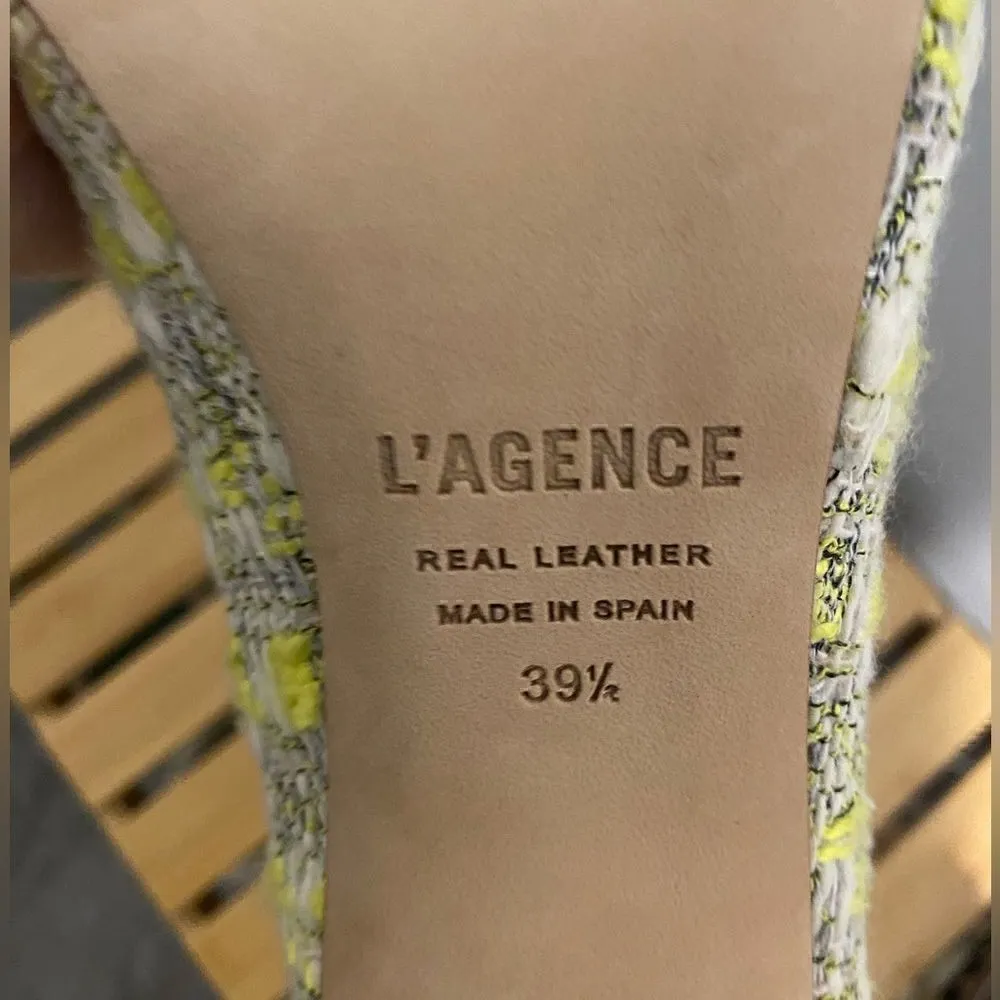 L'AGENCE
REAL LEATHER
MADE IN SPAIN
39½